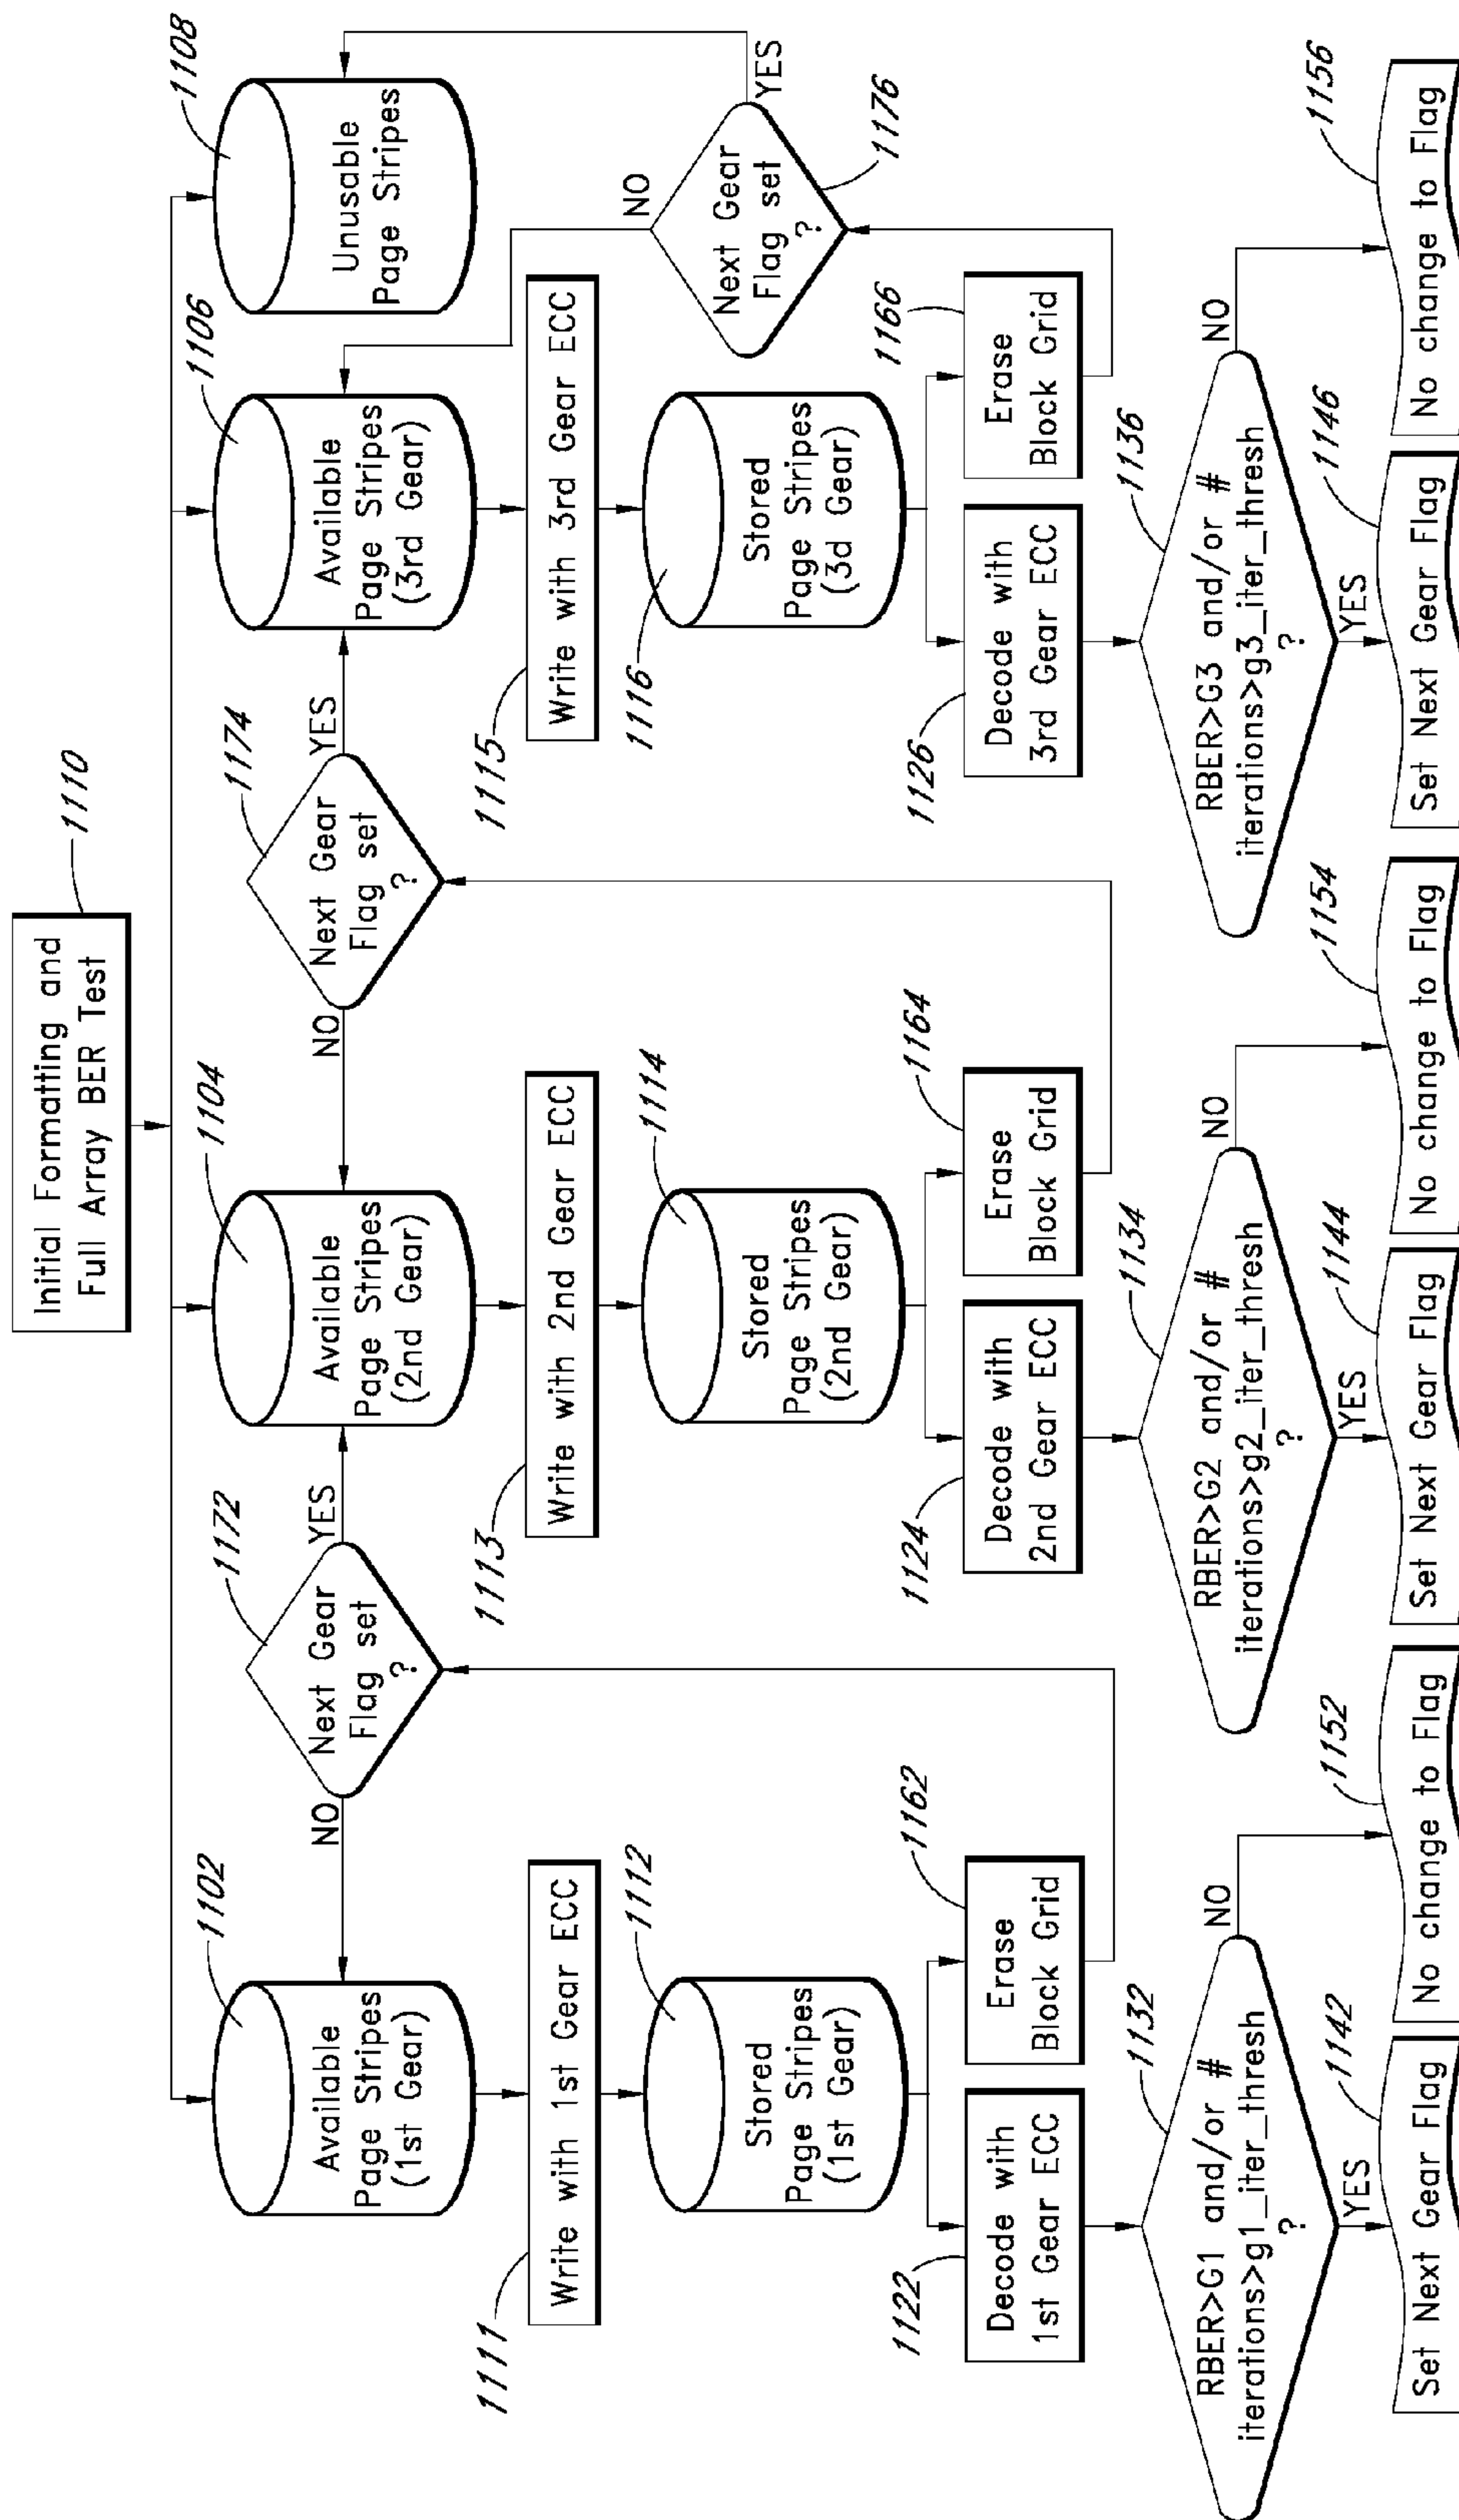 Initial Formatting and
Full Array BER Test
1110
1102
Available
Page Stripes
(1st Gear)
NO
1172
Next Gear
Flag set
?
YES
1104
Available
Page Stripes
(2nd Gear)
NO
1174
Next Gear
Flag set
?
YES
1106
Available
Page Stripes
(3rd Gear)
1108
Unusable
Page Stripes
1111
Write with 1st Gear ECC
1113
Write with 2nd Gear ECC
1115
Write with 3rd Gear ECC
NO
Next Gear
Flag set
?
YES
1176
1112
Stored
Page Stripes
(1st Gear)
1114
Stored
Page Stripes
(2nd Gear)
1116
Stored
Page Stripes
(3d Gear)
1122
Decode with
1st Gear ECC
1162
Erase
Block Grid
1124
Decode with
2nd Gear ECC
1164
Erase
Block Grid
1126
Decode with
3rd Gear ECC
1166
Erase
Block Grid
1132
RBER>G1 and/or #
iterations>g1_iter_thresh
?
NO
YES
1134
RBER>G2 and/or #
iterations>g2_iter_thresh
?
NO
YES
1136
RBER>G3 and/or #
iterations>g3_iter_thresh
?
NO
YES
1142
Set Next Gear Flag
1152
No change to Flag
1144
Set Next Gear Flag
1154
No change to Flag
1146
Set Next Gear Flag
1156
No change to Flag